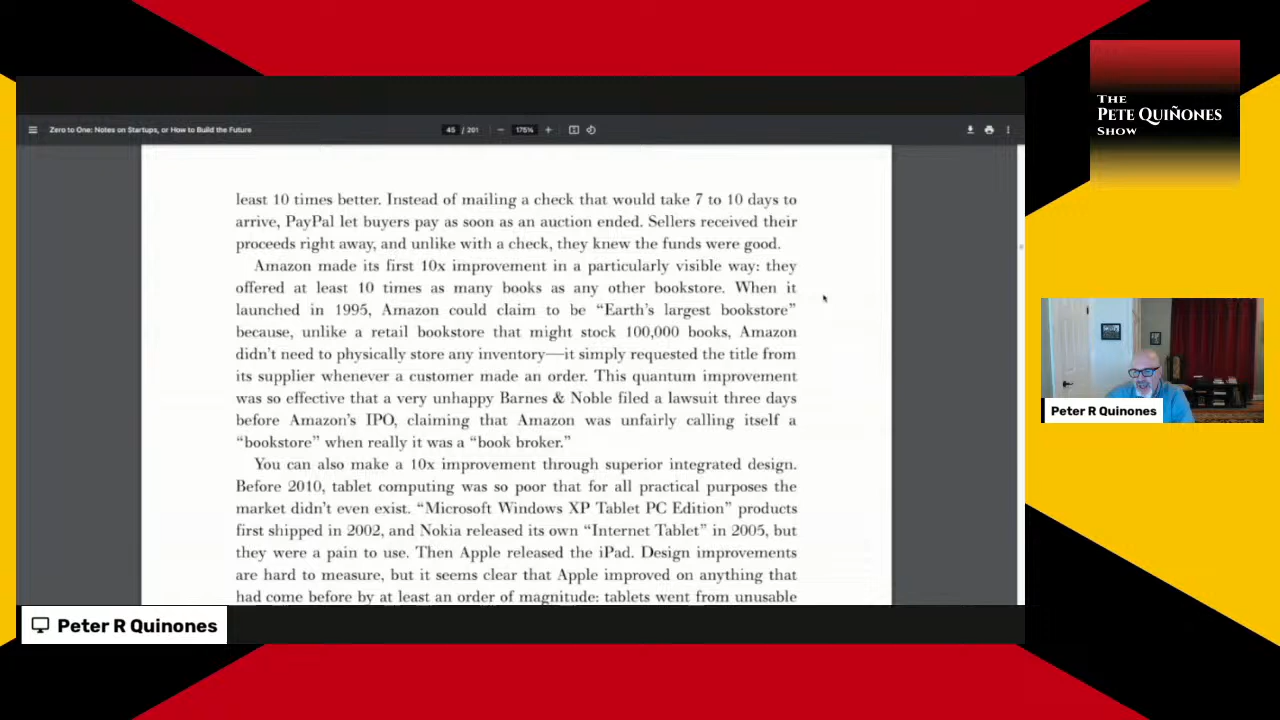 THE
PETE QUIÑONES
SHOW
Zero to One: Notes on Startups, or How to Build the Future
45 / 201
175%
least 10 times better. Instead of mailing a check that would take 7 to 10 days to
arrive, PayPal let buyers pay as soon as an auction ended. Sellers received their
proceeds right away, and unlike with a check, they knew the funds were good.
Amazon made its first 10x improvement in a particularly visible way: they
offered at least 10 times as many books as any other bookstore. When it
launched in 1995, Amazon could claim to be “Earth’s largest bookstore”
because, unlike a retail bookstore that might stock 100,000 books, Amazon
didn’t need to physically store any inventory—it simply requested the title from
its supplier whenever a customer made an order. This quantum improvement
was so effective that a very unhappy Barnes & Noble filed a lawsuit three days
before Amazon’s IPO, claiming that Amazon was unfairly calling itself a
“bookstore” when really it was a “book broker.”
You can also make a 10x improvement through superior integrated design.
Before 2010, tablet computing was so poor that for all practical purposes the
market didn’t even exist. “Microsoft Windows XP Tablet PC Edition” products
first shipped in 2002, and Nokia released its own “Internet Tablet” in 2005, but
they were a pain to use. Then Apple released the iPad. Design improvements
are hard to measure, but it seems clear that Apple improved on anything that
had come before by at least an order of magnitude: tablets went from unusable
Peter R Quinones
Peter R Quinones